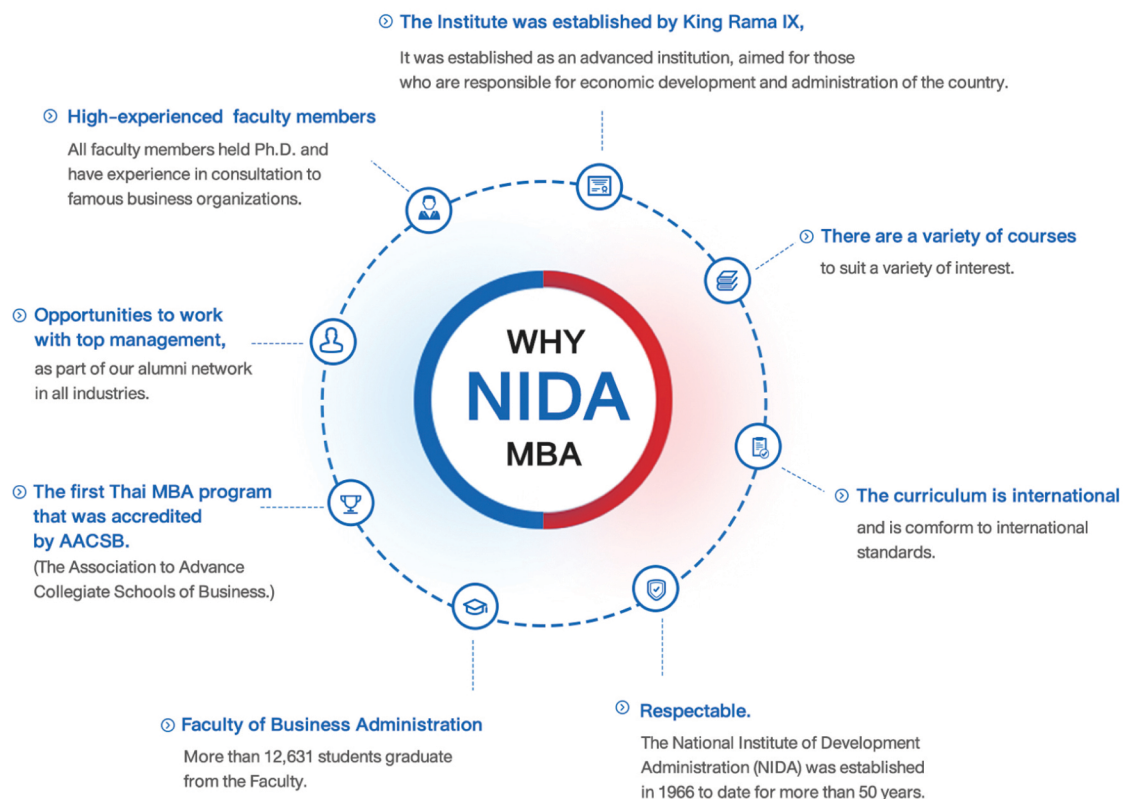 The Institute was established by King Rama IX,
It was established as an advanced institution, aimed for those
who are responsible for economic development and administration of the country.
High-experienced faculty members
All faculty members held Ph.D. and
have experience in consultation to
famous business organizations.
There are a variety of courses
to suit a variety of interest.
Opportunities to work
with top management,
as part of our alumni network
in all industries.
WHY
NIDA
MBA
The first Thai MBA program
that was accredited
by AACSB.
(The Association to Advance
Collegiate Schools of Business.)
The curriculum is international
and is comform to international
standards.
Faculty of Business Administration
More than 12,631 students graduate
from the Faculty.
Respectable.
The National Institute of Development
Administration (NIDA) was established
in 1966 to date for more than 50 years.